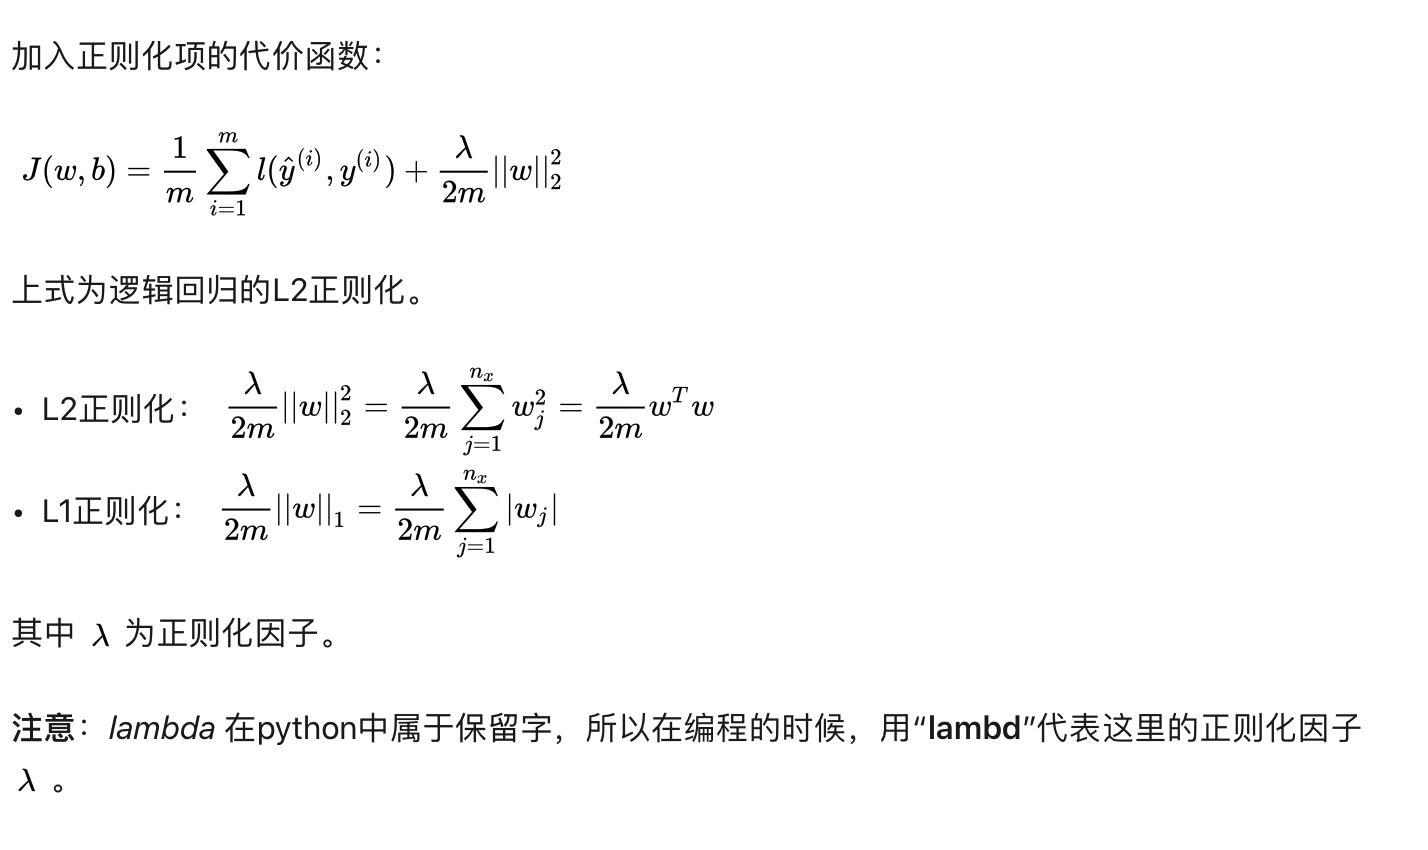 加入正则化项的代价函数：
$J(w,b) = \frac{1}{m}\sum_{i=1}^{m} l(\hat{y}^{(i)}, y^{(i)}) + \frac{\lambda}{2m}||w||_2^2$
上式为逻辑回归的L2正则化。
• L2正则化： $\frac{\lambda}{2m}||w||_2^2 = \frac{\lambda}{2m}\sum_{j=1}^{n_x} w_j^2 = \frac{\lambda}{2m}w^T w$
• L1正则化： $\frac{\lambda}{2m}||w||_1 = \frac{\lambda}{2m}\sum_{j=1}^{n_x} |w_j|$
其中 λ 为正则化因子。
注意：lambda 在python中属于保留字，所以在编程的时候，用“lambd”代表这里的正则化因子
λ 。